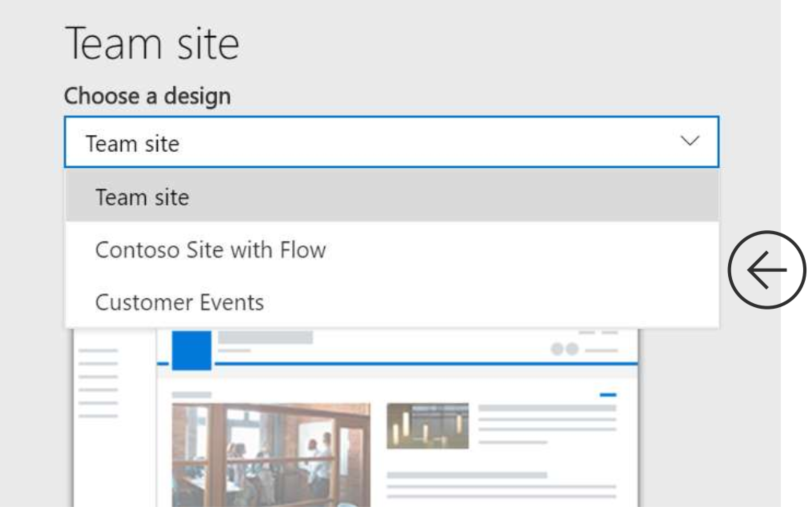 Team site
Choose a design
Team site
Team site
Contoso Site with Flow
Customer Events